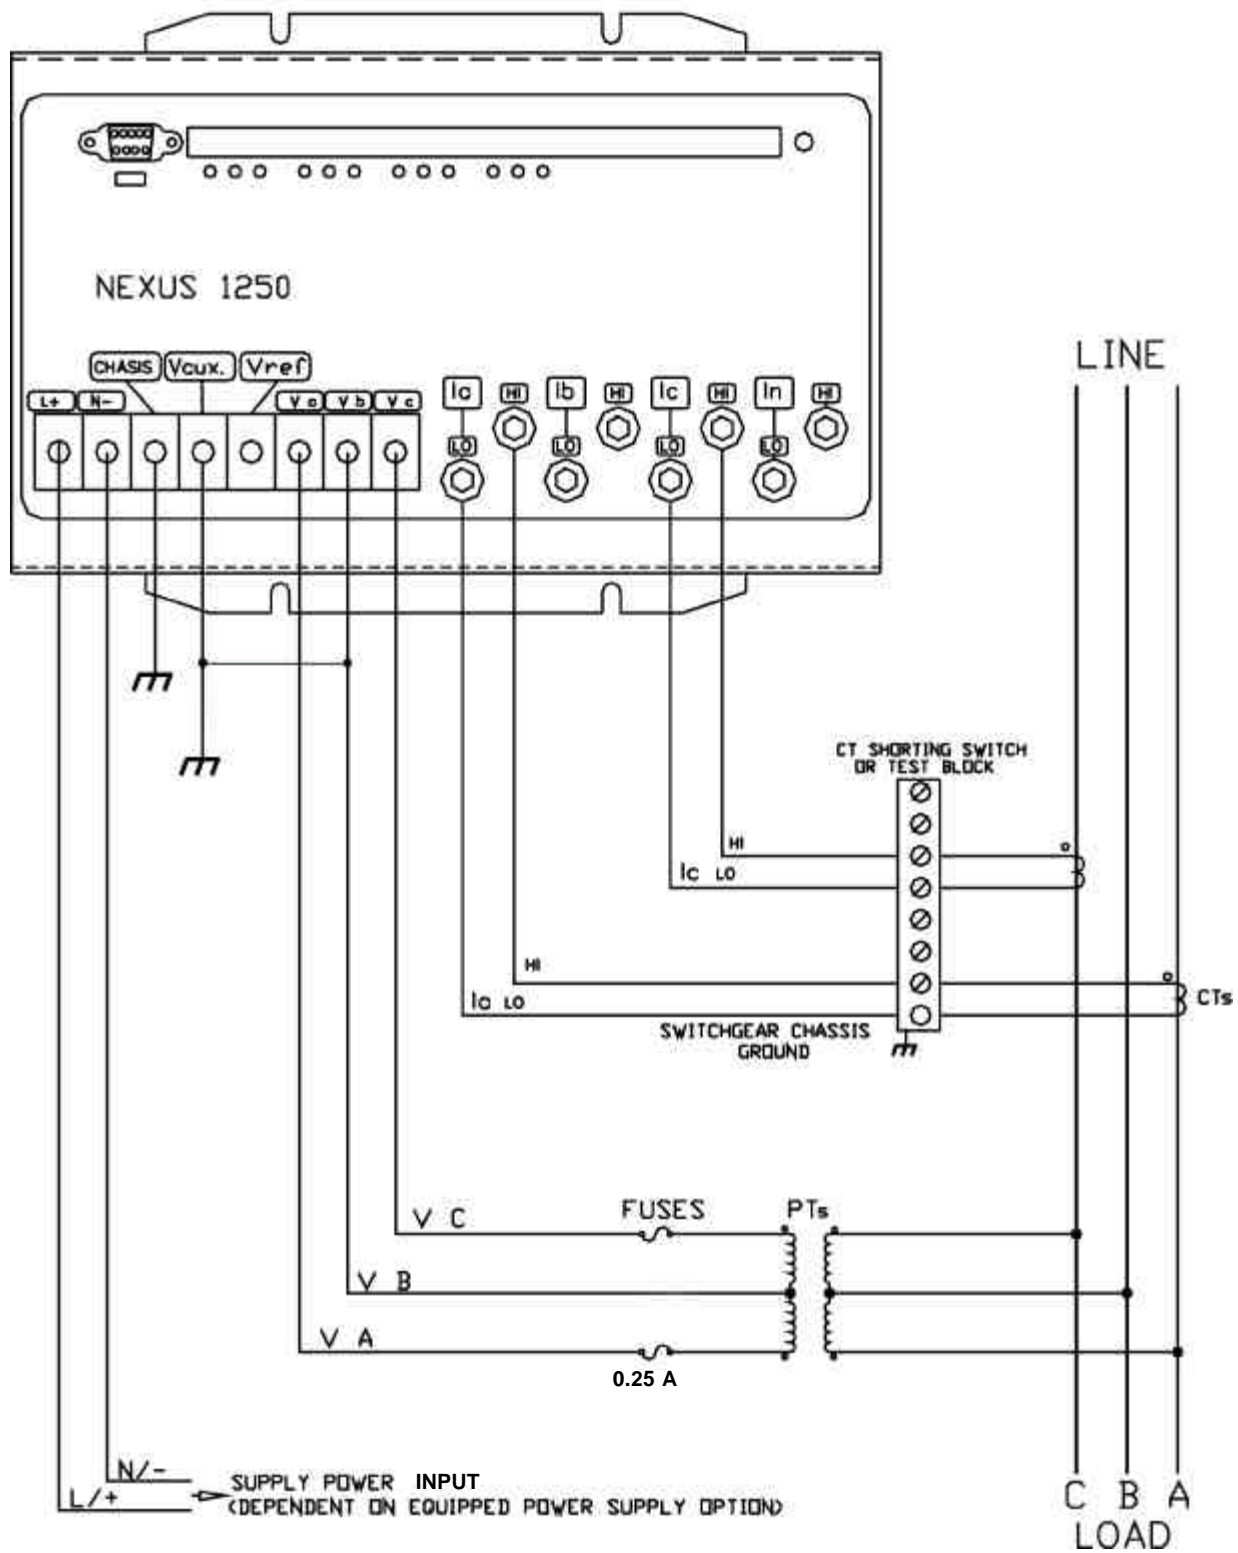 NEXUS 1250
CHASIS Vaux. Vref
L+ N- Va Vb Vc
Ia HI Ib HI Ic HI In HI
LO LO LO LO
LINE
CT SHORTING SWITCH
OR TEST BLOCK
HI
Ic LO
HI
Ia LO
CTs
SWITCHGEAR CHASSIS
GROUND
FUSES PTs
V C
V B
V A
0.25 A
N/-
L/+
SUPPLY POWER INPUT
(DEPENDENT ON EQUIPPED POWER SUPPLY OPTION)
C B A
LOAD